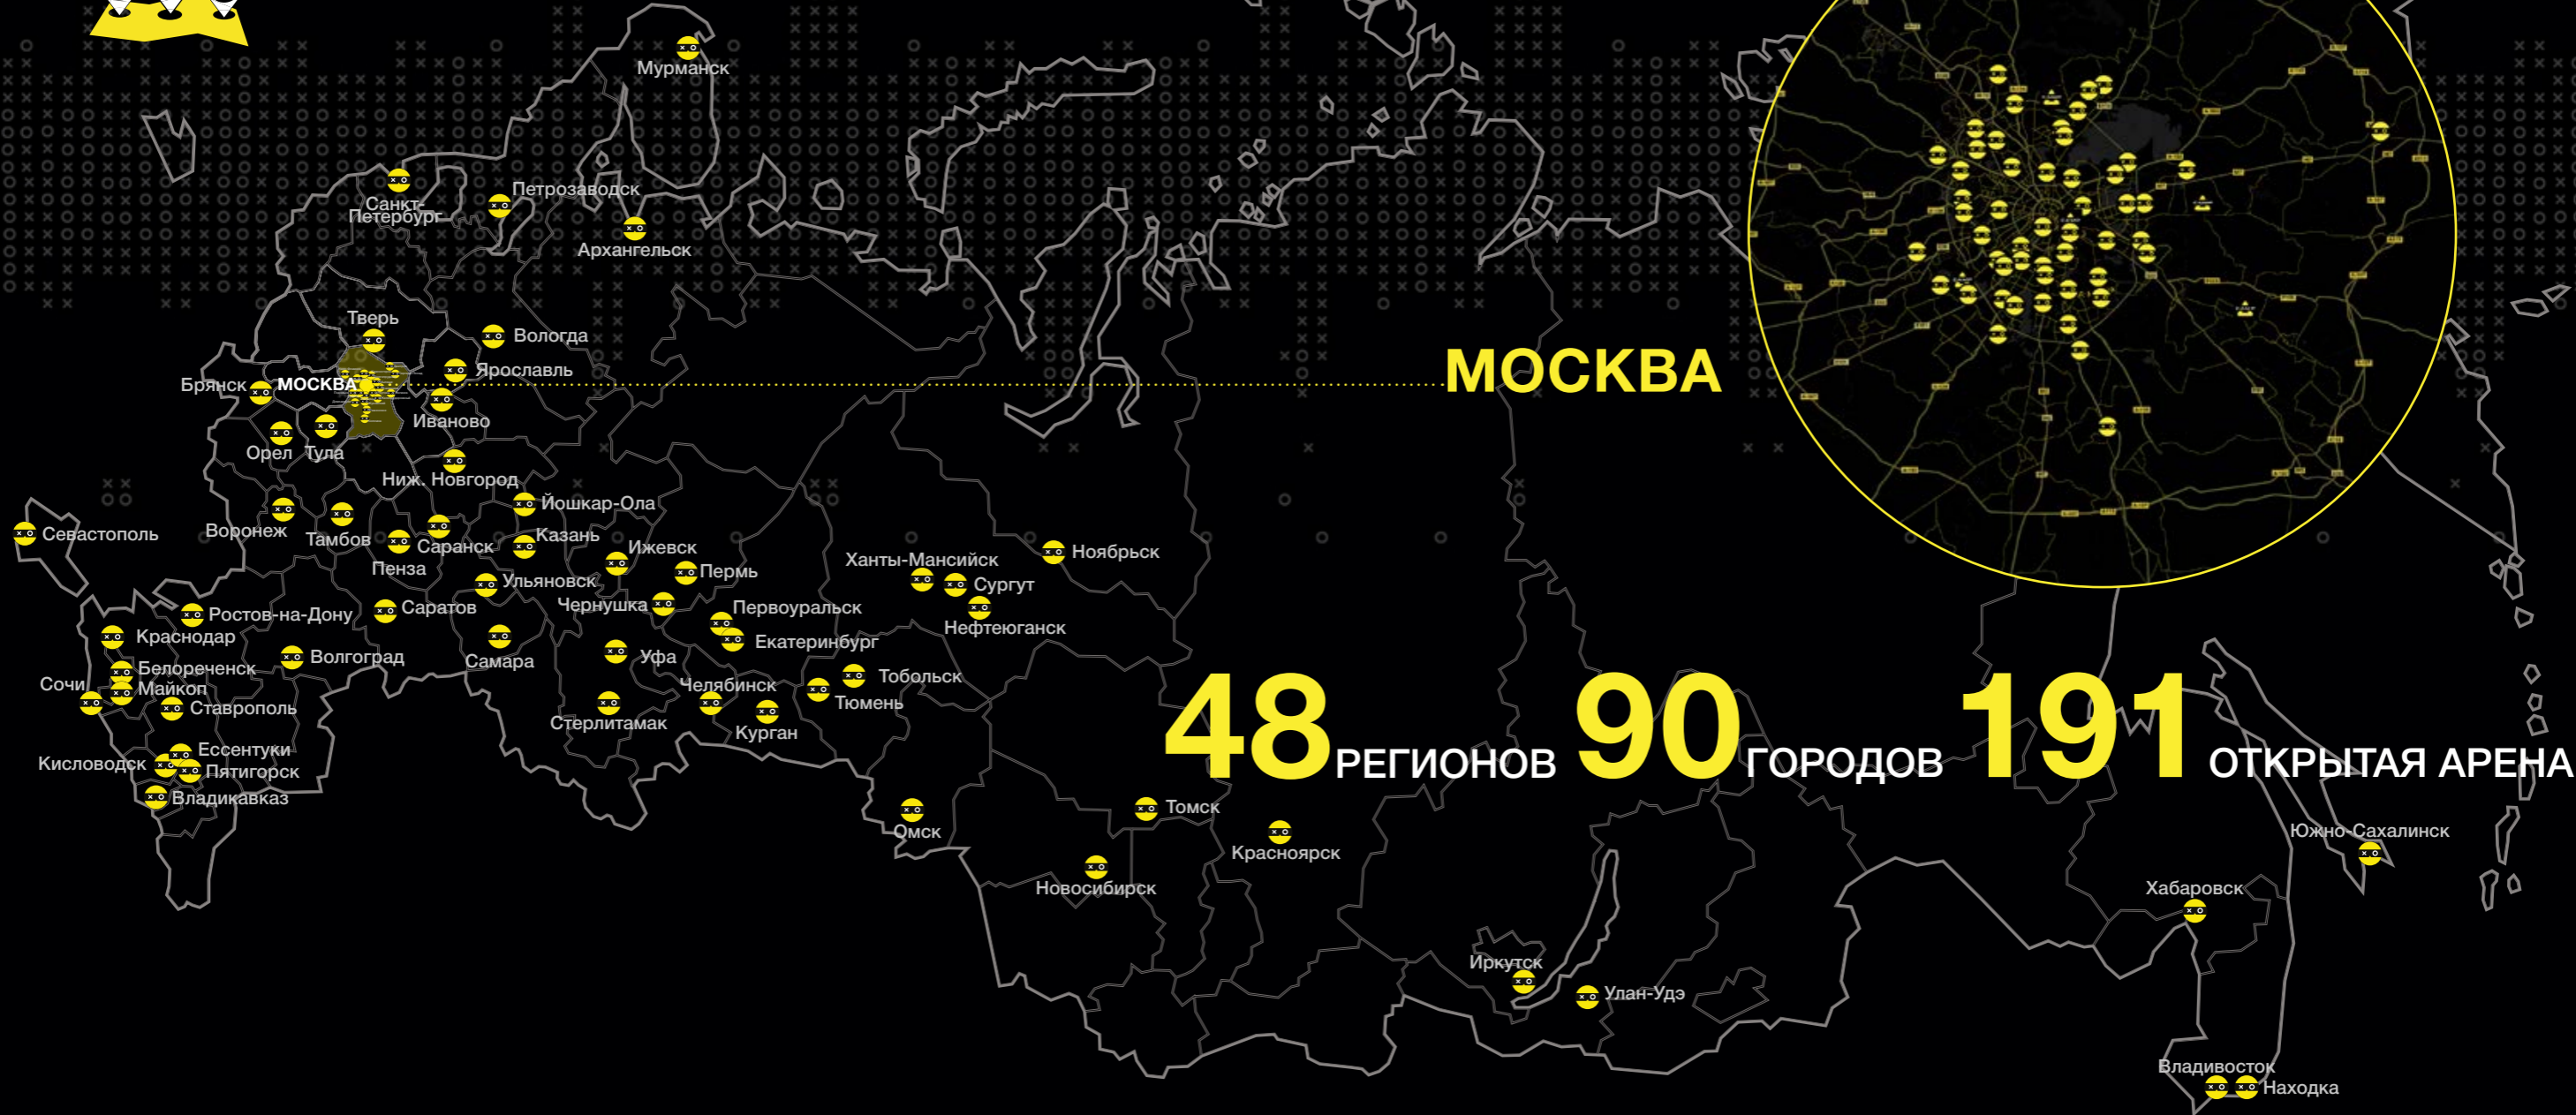 Мурманск
Петрозаводск
Санкт-
Петербург
Архангельск
Тверь
Вологда
Ярославль
МОСКВА
Брянск
МОСКВА
Иваново
Орел
Тула
Ниж. Новгород
Йошкар-Ола
Севастополь
Воронеж
Тамбов
Саранск
Казань
Ижевск
Ханты-Мансийск
Ноябрьск
Пенза
Пермь
Ульяновск
Сургут
Чернушка
Первоуральск
Ростов-на-Дону
Саратов
Нефтеюганск
Краснодар
Екатеринбург
Волгоград
Самара
Уфа
Белореченск
Тобольск
Сочи
Майкоп
Челябинск
Тюмень
Ставрополь
Стерлитамак
Курган
48 РЕГИОНОВ 90 ГОРОДОВ 191 ОТКРЫТАЯ АРЕНА
Ессентуки
Кисловодск
Пятигорск
Владикавказ
Томск
Омск
Южно-Сахалинск
Красноярск
Новосибирск
Хабаровск
Иркутск
Улан-Удэ
Владивосток
Находка